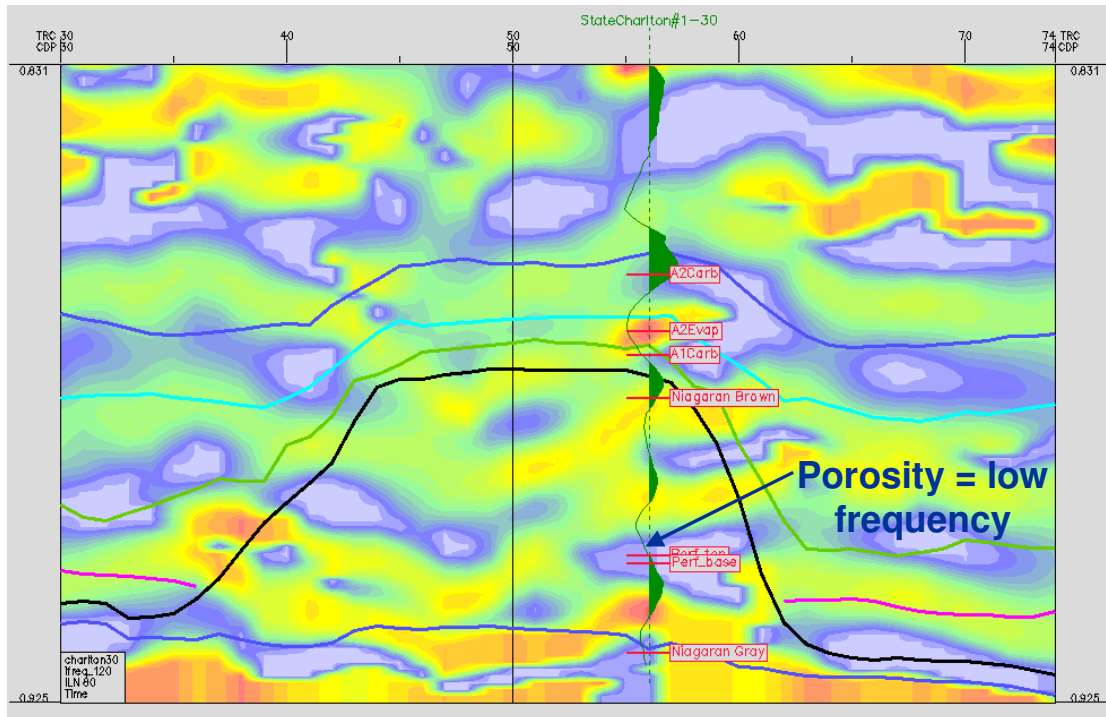 StateCharlton#1-30
TRC 30 40 50 60 70 74 TRC
CDP 30 74 CDP
0.831 0.831
A2Carb
A2Evap
A1Carb
Niagaran Brown
Porosity = low
frequency
Perf_top
Perf_base
Niagaran Gray
charlton30
ifreq_120
ILN 80
Time
0.925 0.925